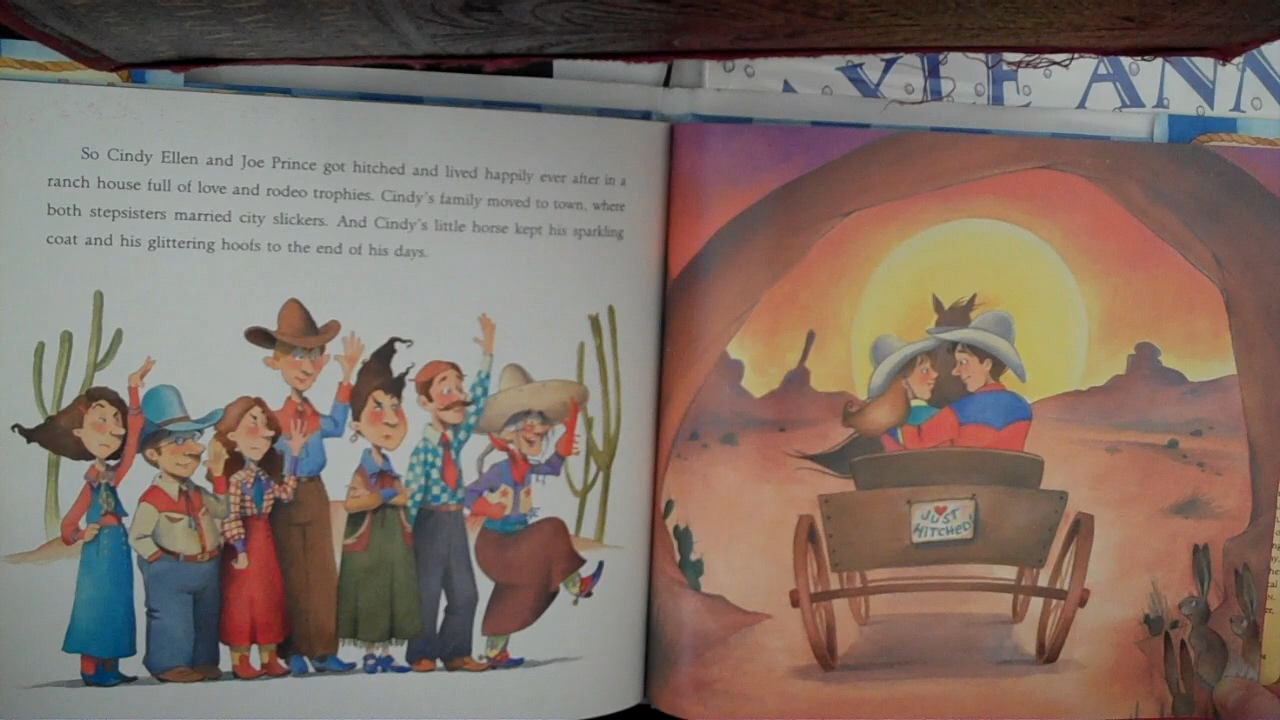 YLE ANN
So Cindy Ellen and Joe Prince got hitched and lived happily ever after in a
ranch house full of love and rodeo trophies. Cindy's family moved to town, where
both stepsisters married city slickers. And Cindy's little horse kept his sparkling
coat and his glittering hoofs to the end of his days.
JUST
HITCHED!